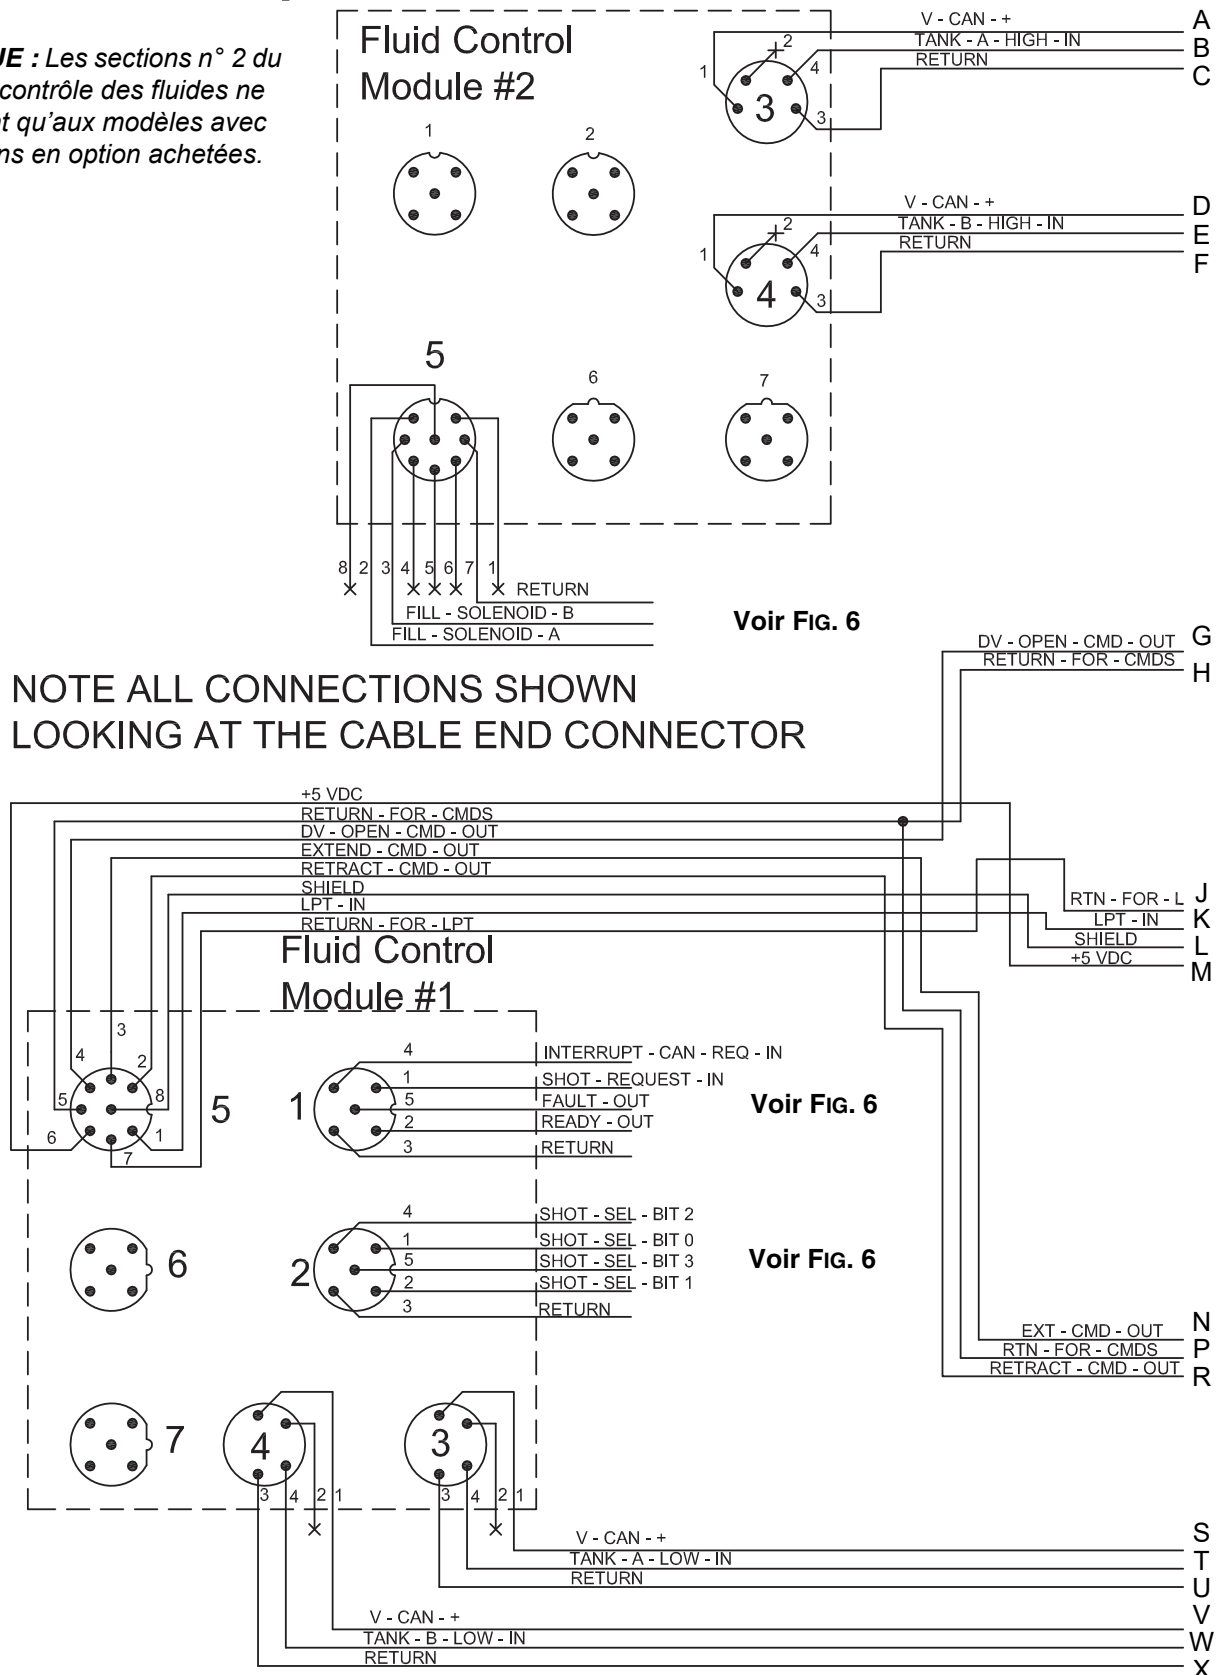 UE : Les sections n° 2 du
contrôle des fluides ne
t qu'aux modèles avec
ns en option achetées.
Fluid Control
Module #2
1
2
3
1
2
4
3
V - CAN - +
TANK - A - HIGH - IN
RETURN
A
B
C
4
1
2
4
3
V - CAN - +
TANK - B - HIGH - IN
RETURN
D
E
F
5
6
7
8 2 3 4 5 6 7 1
RETURN
FILL - SOLENOID - B
FILL - SOLENOID - A
Voir FIG. 6
DV - OPEN - CMD - OUT G
RETURN - FOR - CMDS H
NOTE ALL CONNECTIONS SHOWN
LOOKING AT THE CABLE END CONNECTOR
+5 VDC
RETURN - FOR - CMDS
DV - OPEN - CMD - OUT
EXTEND - CMD - OUT
RETRACT - CMD - OUT
SHIELD
LPT - IN
RETURN - FOR - LPT
RTN - FOR - L J
LPT - IN K
SHIELD L
+5 VDC M
Fluid Control
Module #1
3
4 2
5 8
6 1
7
5
1
4 INTERRUPT - CAN - REQ - IN
1 SHOT - REQUEST - IN
5 FAULT - OUT
2 READY - OUT
3 RETURN
Voir FIG. 6
6
2
4 SHOT - SEL - BIT 2
1 SHOT - SEL - BIT 0
5 SHOT - SEL - BIT 3
2 SHOT - SEL - BIT 1
3 RETURN
Voir FIG. 6
EXT - CMD - OUT N
RTN - FOR - CMDS P
RETRACT - CMD - OUT R
7
4
3
3 4 2 1
3 4 2 1
V - CAN - + S
TANK - A - LOW - IN T
RETURN U
V - CAN - + V
TANK - B - LOW - IN W
RETURN X